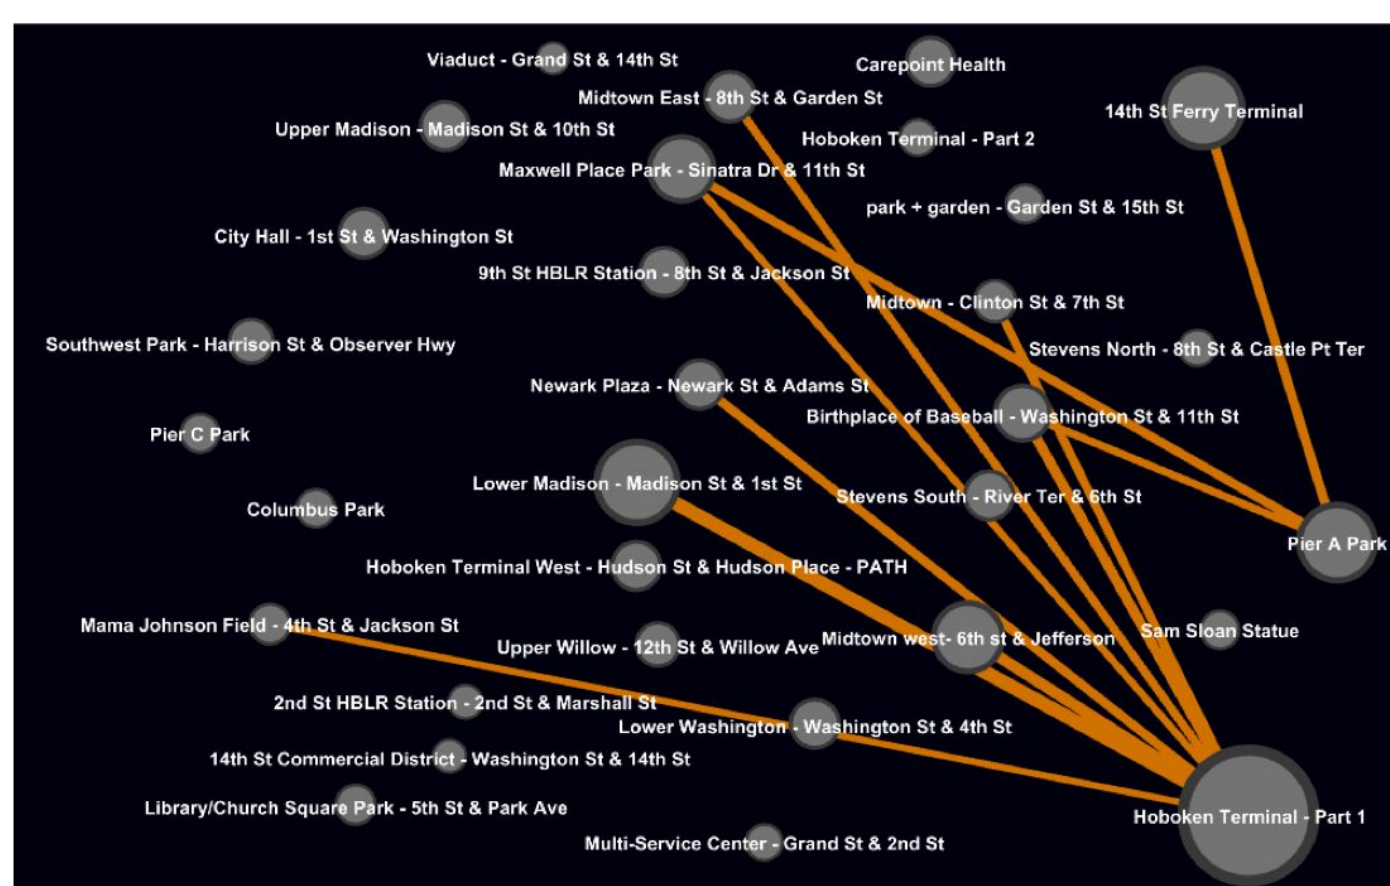 Viaduct - Grand St & 14th St
Carepoint Health
Midtown East - 8th St & Garden St
14th St Ferry Terminal
Upper Madison - Madison St & 10th St
Hoboken Terminal - Part 2
Maxwell Place Park - Sinatra Dr & 11th St
park + garden - Garden St & 15th St
City Hall - 1st St & Washington St
9th St HBLR Station - 8th St & Jackson St
Midtown - Clinton St & 7th St
Southwest Park - Harrison St & Observer Hwy
Stevens North - 8th St & Castle Pt Ter
Newark Plaza - Newark St & Adams St
Birthplace of Baseball - Washington St & 11th St
Pier C Park
Lower Madison - Madison St & 1st St
Stevens South - River Ter & 6th St
Columbus Park
Pier A Park
Hoboken Terminal West - Hudson St & Hudson Place - PATH
Mama Johnson Field - 4th St & Jackson St
Sam Sloan Statue
Midtown west- 6th st & Jefferson
Upper Willow - 12th St & Willow Ave
2nd St HBLR Station - 2nd St & Marshall St
Lower Washington - Washington St & 4th St
14th St Commercial District - Washington St & 14th St
Library/Church Square Park - 5th St & Park Ave
Hoboken Terminal - Part 1
Multi-Service Center - Grand St & 2nd St